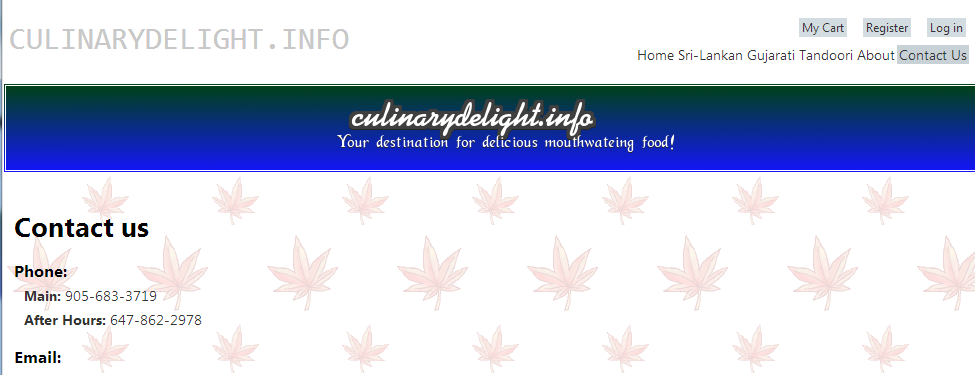 CULINARYDELIGHT.INFO
My Cart Register Log in
Home Sri-Lankan Gujarati Tandoori About Contact Us
culinarydelight.info
Your destination for delicious mouthwateing food!
Contact us
Phone:
Main: 905-683-3719
After Hours: 647-862-2978
Email: